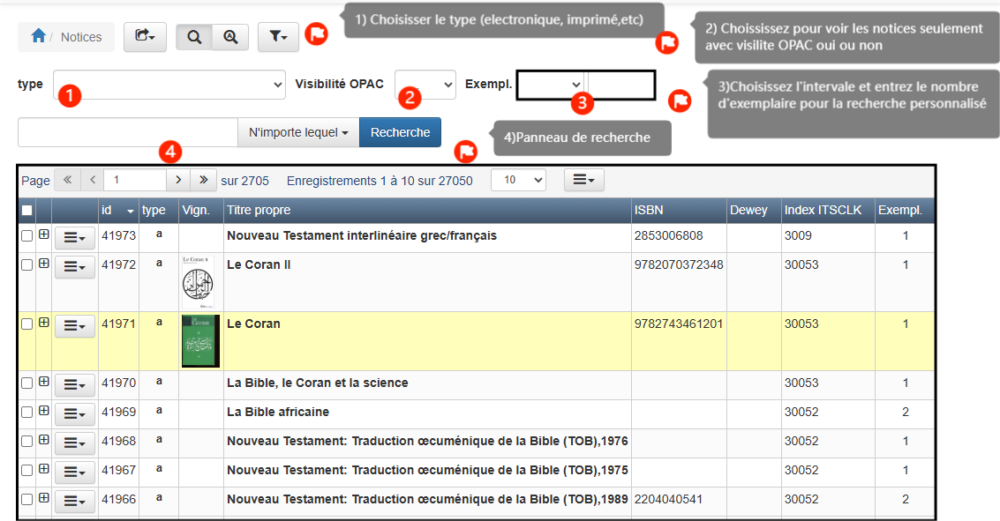 Notices
1) Choisisser le type (electronique, imprimé,etc)
2) Choississez pour voir les notices seulement
avec visilite OPAC oui ou non
type
1
Visibilité OPAC
2
Exempl.
3
3)Choisissez l'intervale et entrez le nombre
d'exemplaire pour la recherche personnalisé
N'importe lequel
Recherche
4
4)Panneau de recherche
Page « < 1 > » sur 2705 Enregistrements 1 à 10 sur 27050 10
id type Vign. Titre propre ISBN Dewey Index ITSCLK Exempl.
41973 a Nouveau Testament interlinéaire grec/français 2853006808 3009 1
41972 a Le Coran II 9782070372348 30053 1
Le Coran II
41971 a Le Coran 9782743461201 30053 1
Coran
41970 a La Bible, le Coran et la science 30053 1
41969 a La Bible africaine 30052 2
41968 a Nouveau Testament: Traduction œcuménique de la Bible (TOB),1976 30052 1
41967 a Nouveau Testament: Traduction œcuménique de la Bible (TOB),1975 30052 1
41966 a Nouveau Testament: Traduction œcuménique de la Bible (TOB),1989 2204040541 30052 2